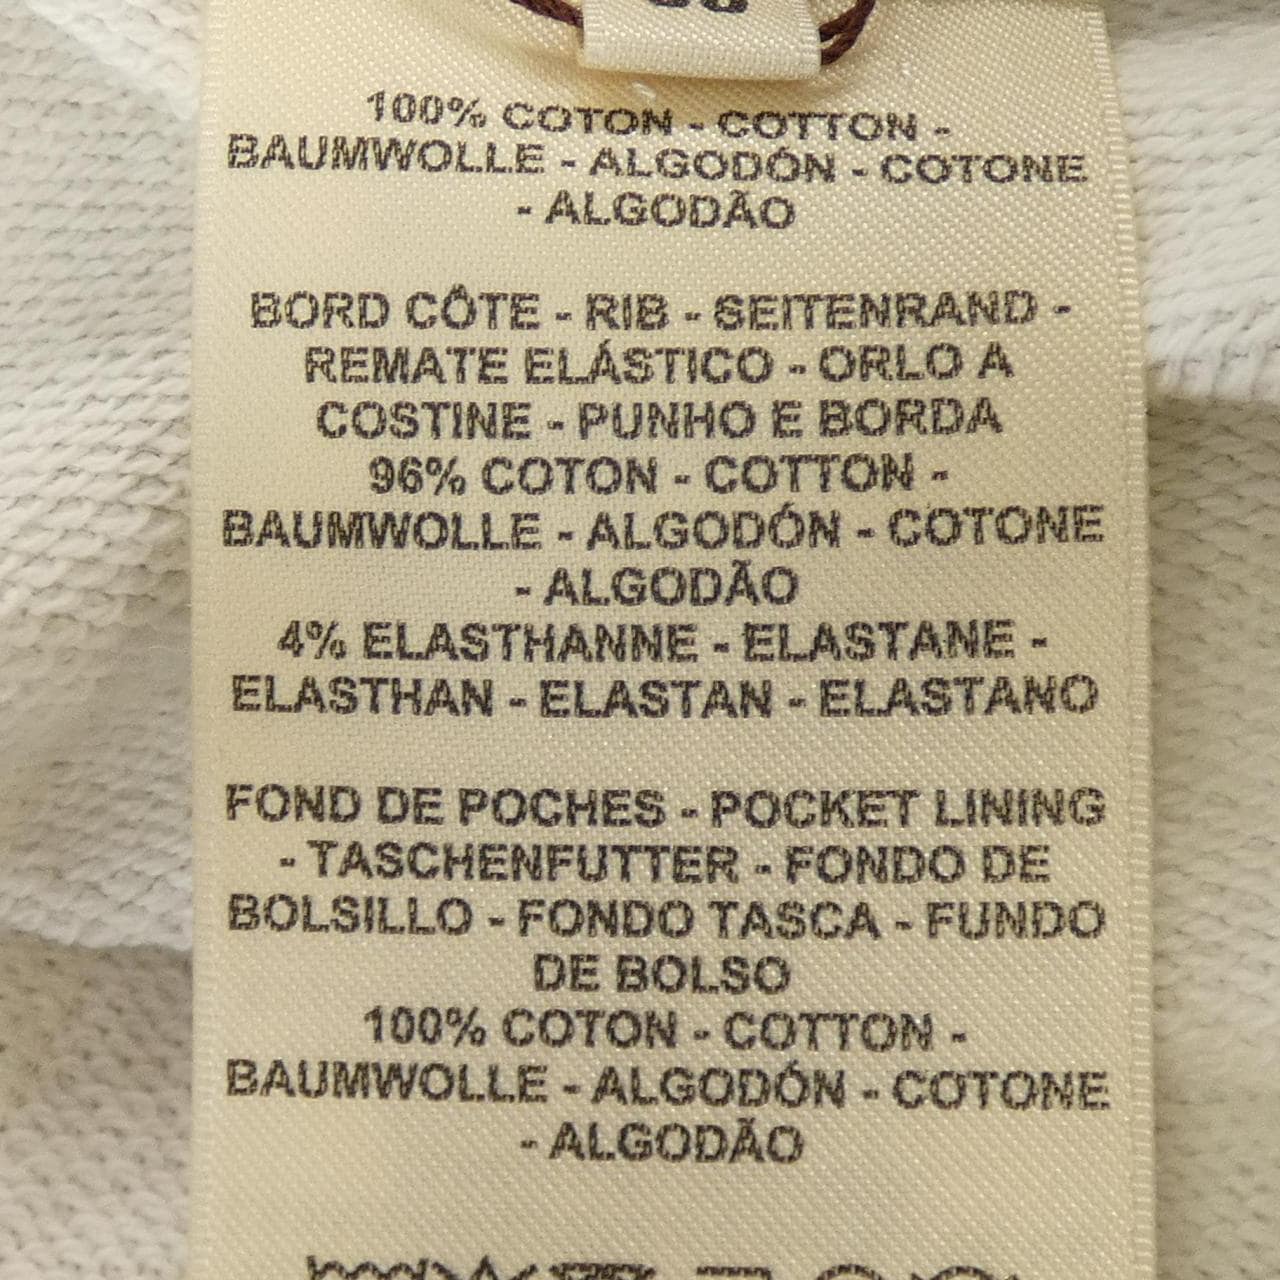 100% COTON - COTTON -
BAUMWOLLE - ALGODÓN - COTONE
- ALGODÃO
BORD CÔTE - RIB - SEITENRAND -
REMATE ELÁSTICO - ORLO A
COSTINE - PUNHO E BORDA
96% COTON - COTTON -
BAUMWOLLE - ALGODÓN - COTONE
- ALGODÃO
4% ELASTHANNE - ELASTANE -
ELASTHAN - ELASTAN - ELASTANO
FOND DE POCHES - POCKET LINING
- TASCHENFUTTER - FONDO DE
BOLSILLO - FONDO TASCA - FUNDO
DE BOLSO
100% COTON - COTTON -
BAUMWOLLE - ALGODÓN - COTONE
- ALGODÃO